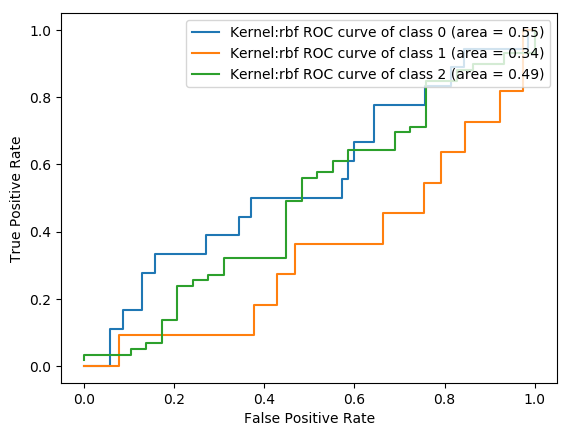 Kernel:rbf ROC curve of class 0 (area = 0.55)
Kernel:rbf ROC curve of class 1 (area = 0.34)
Kernel:rbf ROC curve of class 2 (area = 0.49)
True Positive Rate
1.0
0.8
0.6
0.4
0.2
0.0
0.0 0.2 0.4 0.6 0.8 1.0
False Positive Rate